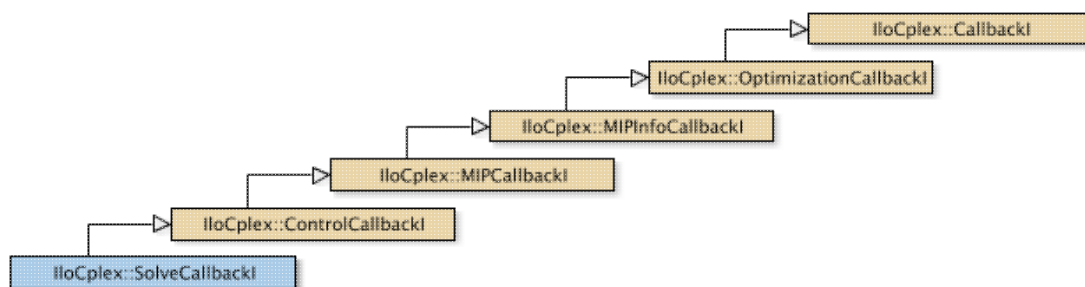 IloCplex::CallbackI
IloCplex::OptimizationCallbackI
IloCplex::MIPInfoCallbackI
IloCplex::MIPCallbackI
IloCplex::ControlCallbackI
IloCplex::SolveCallbackI